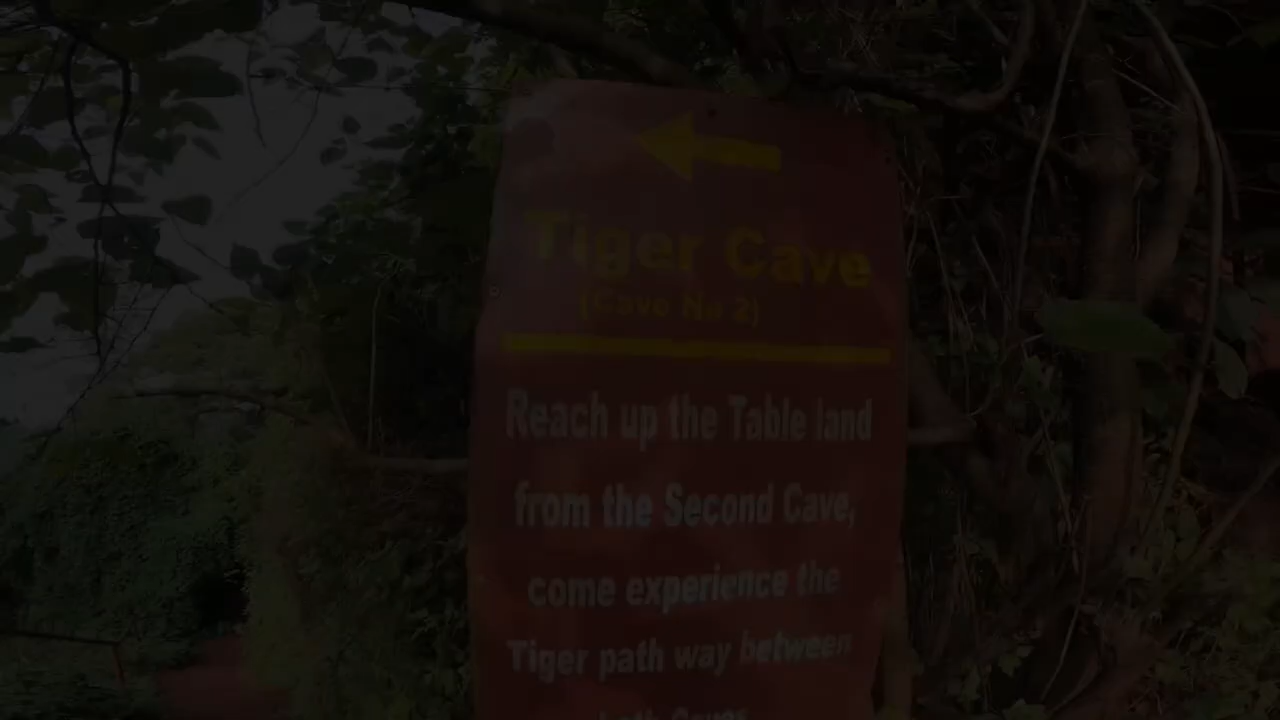 Tiger Cave
(Cave No 2)
Reach up the Table land
from the Second Cave,
come experience the
Tiger path way between